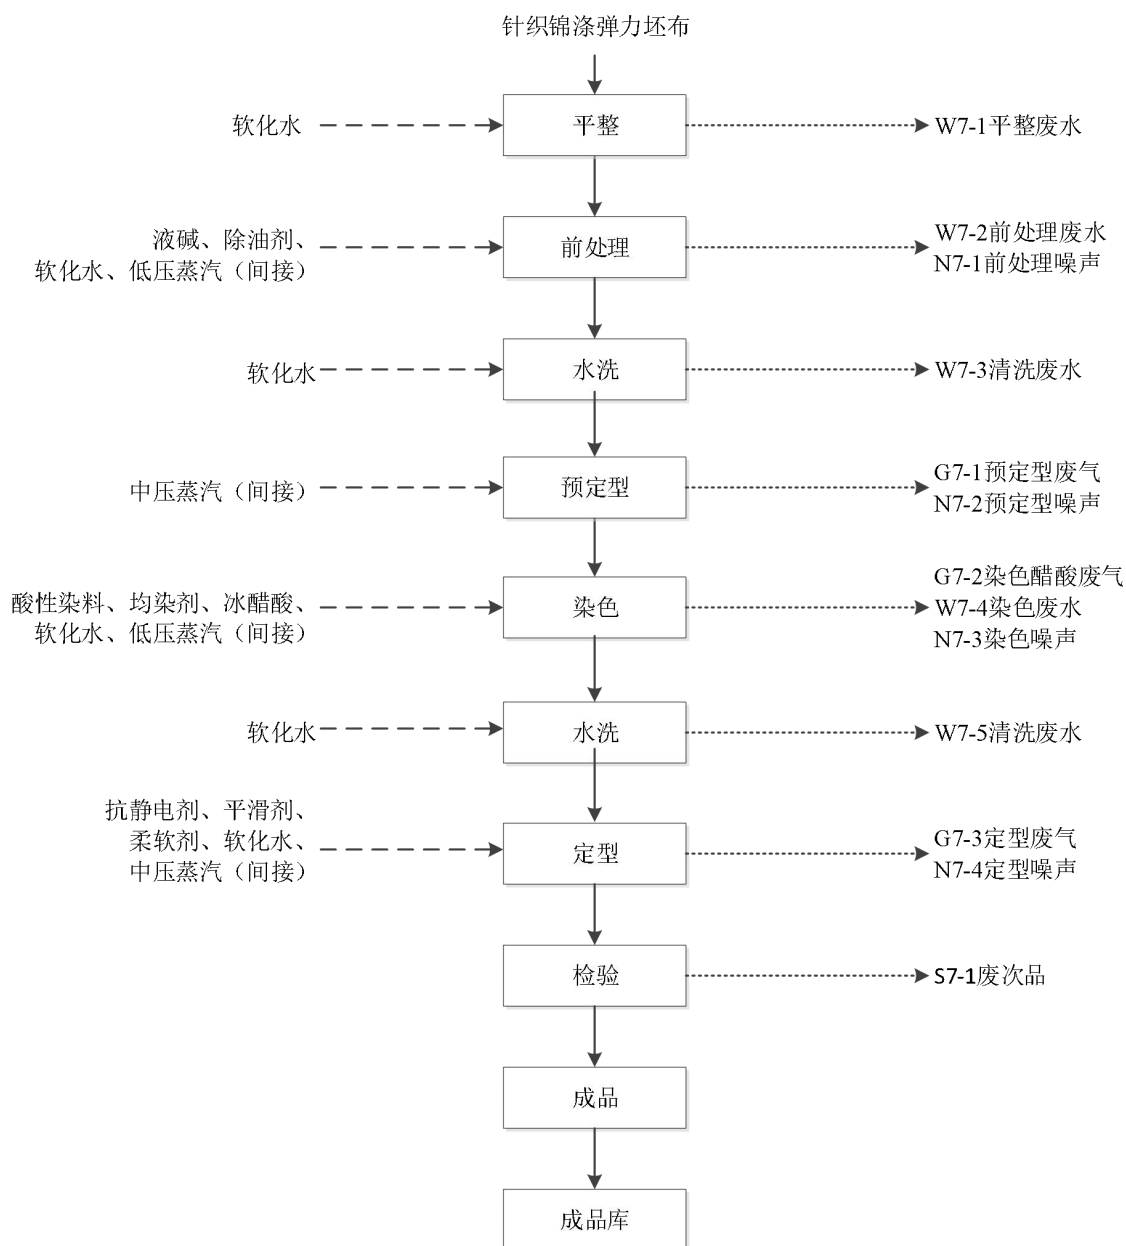 针织锦涤弹力坯布
软化水
平整
W7-1平整废水
液碱、除油剂、
软化水、低压蒸汽（间接）
前处理
W7-2前处理废水
N7-1前处理噪声
软化水
水洗
W7-3清洗废水
中压蒸汽（间接）
预定型
G7-1预定型废气
N7-2预定型噪声
酸性染料、均染剂、冰醋酸、
软化水、低压蒸汽（间接）
染色
G7-2染色醋酸废气
W7-4染色废水
N7-3染色噪声
软化水
水洗
W7-5清洗废水
抗静电剂、平滑剂、
柔软剂、软化水、
中压蒸汽（间接）
定型
G7-3定型废气
N7-4定型噪声
检验
S7-1废次品
成品
成品库